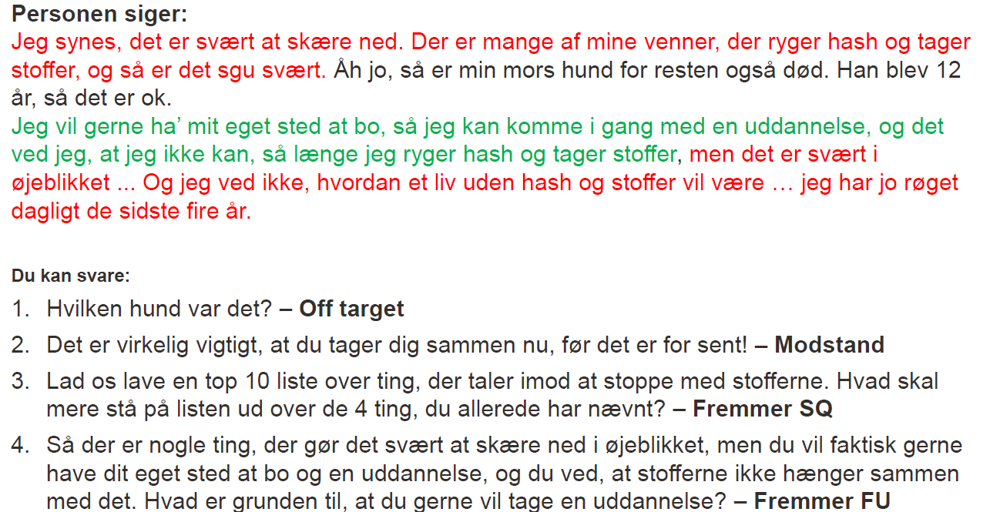 Personen siger:
Jeg synes, det er svært at skære ned. Der er mange af mine venner, der ryger hash og tager
stoffer, og så er det sgu svært. Åh jo, så er min mors hund for resten også død. Han blev 12
år, så det er ok.
Jeg vil gerne ha’ mit eget sted at bo, så jeg kan komme i gang med en uddannelse, og det
ved jeg, at jeg ikke kan, så længe jeg ryger hash og tager stoffer, men det er svært i
øjeblikket ... Og jeg ved ikke, hvordan et liv uden hash og stoffer vil være … jeg har jo røget
dagligt de sidste fire år.
Du kan svare:
1. Hvilken hund var det? – Off target
2. Det er virkelig vigtigt, at du tager dig sammen nu, før det er for sent! – Modstand
3. Lad os lave en top 10 liste over ting, der taler imod at stoppe med stofferne. Hvad skal
mere stå på listen ud over de 4 ting, du allerede har nævnt? – Fremmer SQ
4. Så der er nogle ting, der gør det svært at skære ned i øjeblikket, men du vil faktisk gerne
have dit eget sted at bo og en uddannelse, og du ved, at stofferne ikke hænger sammen
med det. Hvad er grunden til, at du gerne vil tage en uddannelse? – Fremmer FU